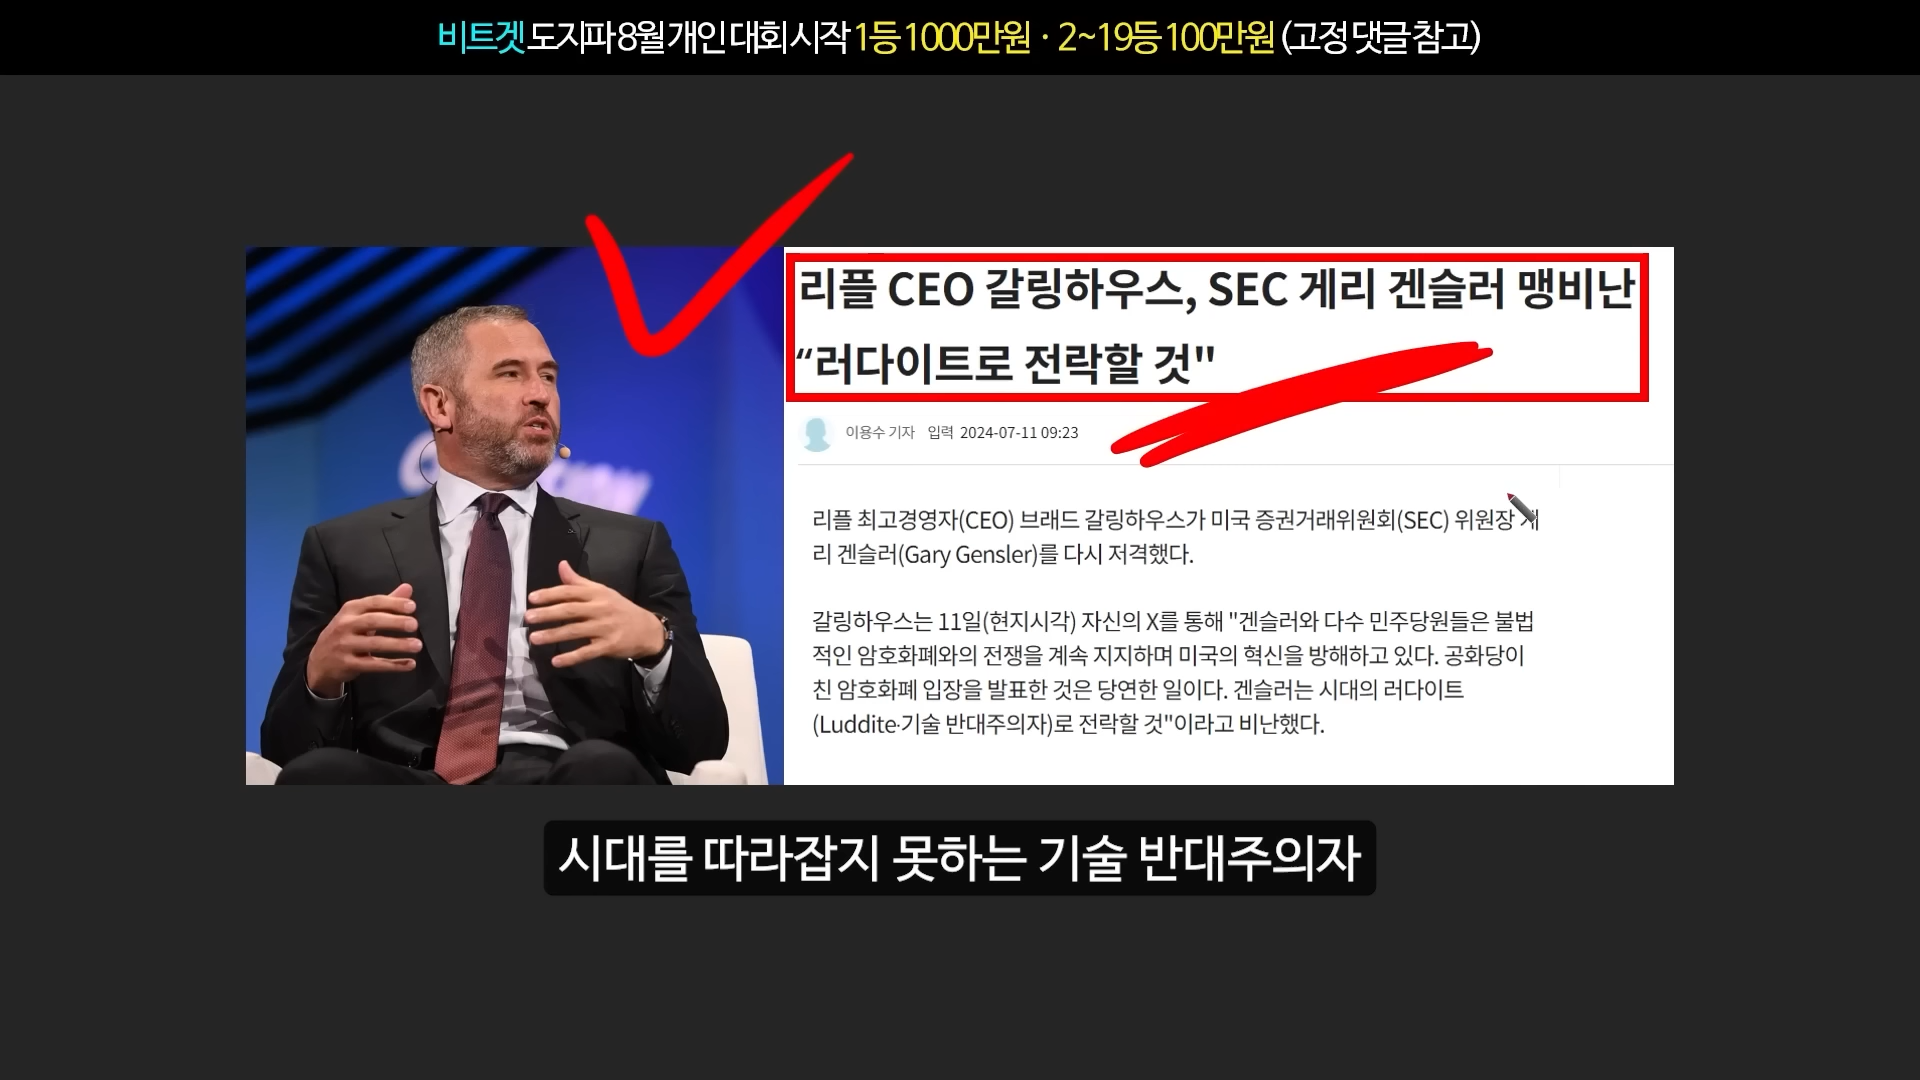 비트겟 도지파 8월 개인 대회 시작 1등 1000만원 · 2~19등 100만원 (고정 댓글 참고)
리플 CEO 갈링하우스, SEC 게리 겐슬러 맹비난
“러다이트로 전락할 것"
이용수 기자 입력 2024-07-11 09:23
리플 최고경영자(CEO) 브래드 갈링하우스가 미국 증권거래위원회(SEC) 위원장 게
리 겐슬러(Gary Gensler)를 다시 저격했다.
갈링하우스는 11일(현지시각) 자신의 X를 통해 "겐슬러와 다수 민주당원들은 불법
적인 암호화폐와의 전쟁을 계속 지지하며 미국의 혁신을 방해하고 있다. 공화당이
친 암호화폐 입장을 발표한 것은 당연한 일이다. 겐슬러는 시대의 러다이트
(Luddite·기술 반대주의자)로 전락할 것"이라고 비난했다.
시대를 따라잡지 못하는 기술 반대주의자